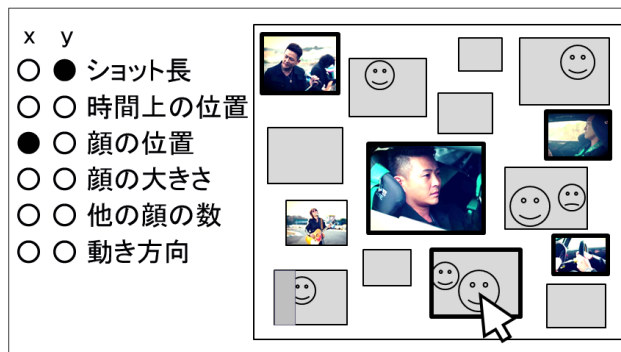 x y
ショット長
時間上の位置
顔の位置
顔の大きさ
他の顔の数
動き方向